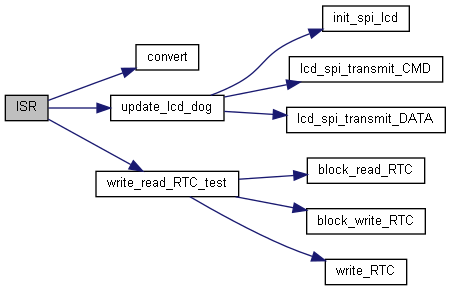 ISR
convert
update_lcd_dog
init_spi_lcd
lcd_spi_transmit_CMD
lcd_spi_transmit_DATA
write_read_RTC_test
block_read_RTC
block_write_RTC
write_RTC